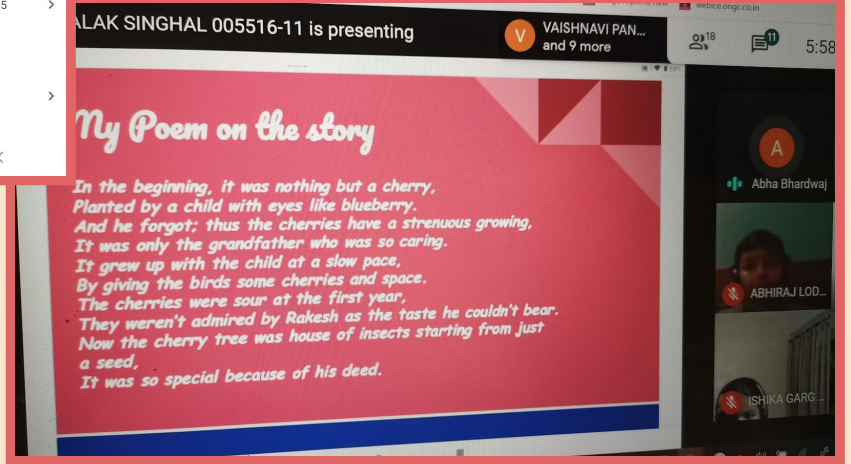 5
webice.ongc.co.in
ALAK SINGHAL 005516-11 is presenting
V
VAISHNAVI PAN...
and 9 more
18
11
5:58
My Poem on the story
In the beginning, it was nothing but a cherry,
Planted by a child with eyes like blueberry.
And he forgot; thus the cherries have a strenuous growing,
It was only the grandfather who was so caring.
It grew up with the child at a slow pace,
By giving the birds some cherries and space.
The cherries were sour at the first year,
They weren't admired by Rakesh as the taste he couldn't bear.
Now the cherry tree was house of insects starting from just
a seed,
It was so special because of his deed.
A
Abha Bhardwaj
ABHIRAJ LOD...
ISHIKA GARG ...